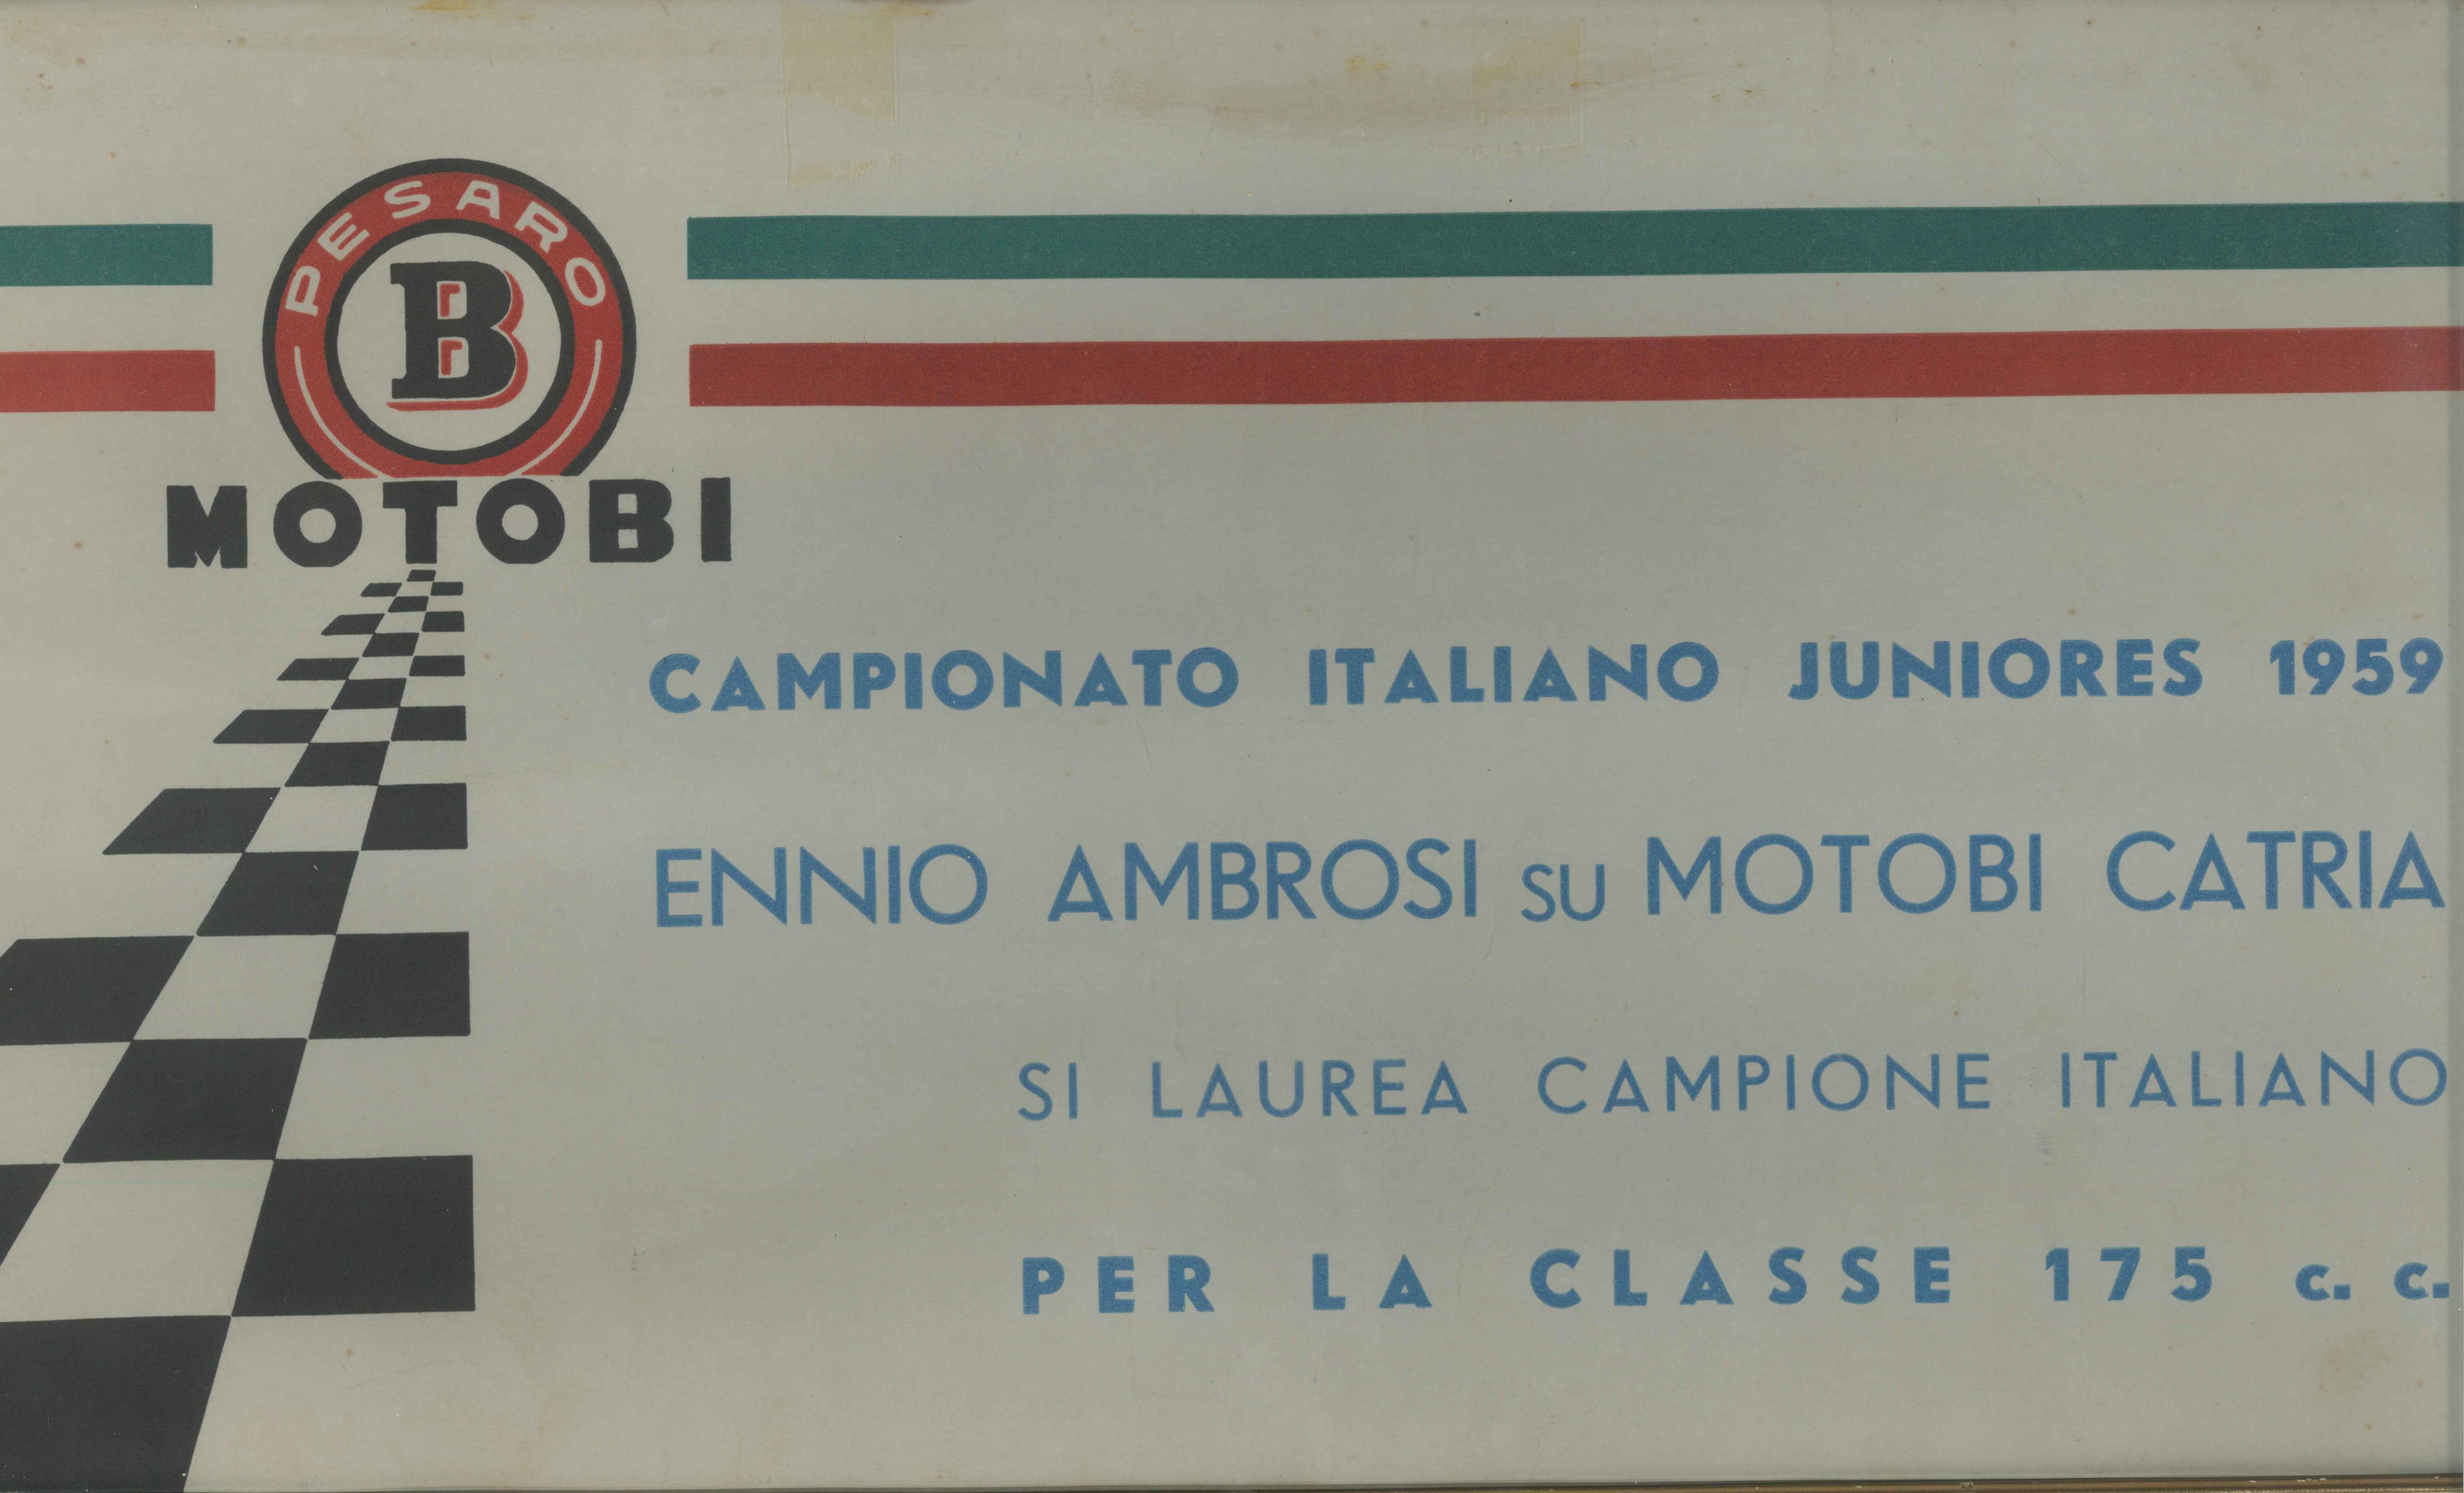 PESARO
B
MOTOBI
CAMPIONATO ITALIANO JUNIORES 1959
ENNIO AMBROSI SU MOTOBI CATRIA
SI LAUREA CAMPIONE ITALIANO
PER LA CLASSE 175 c. c.